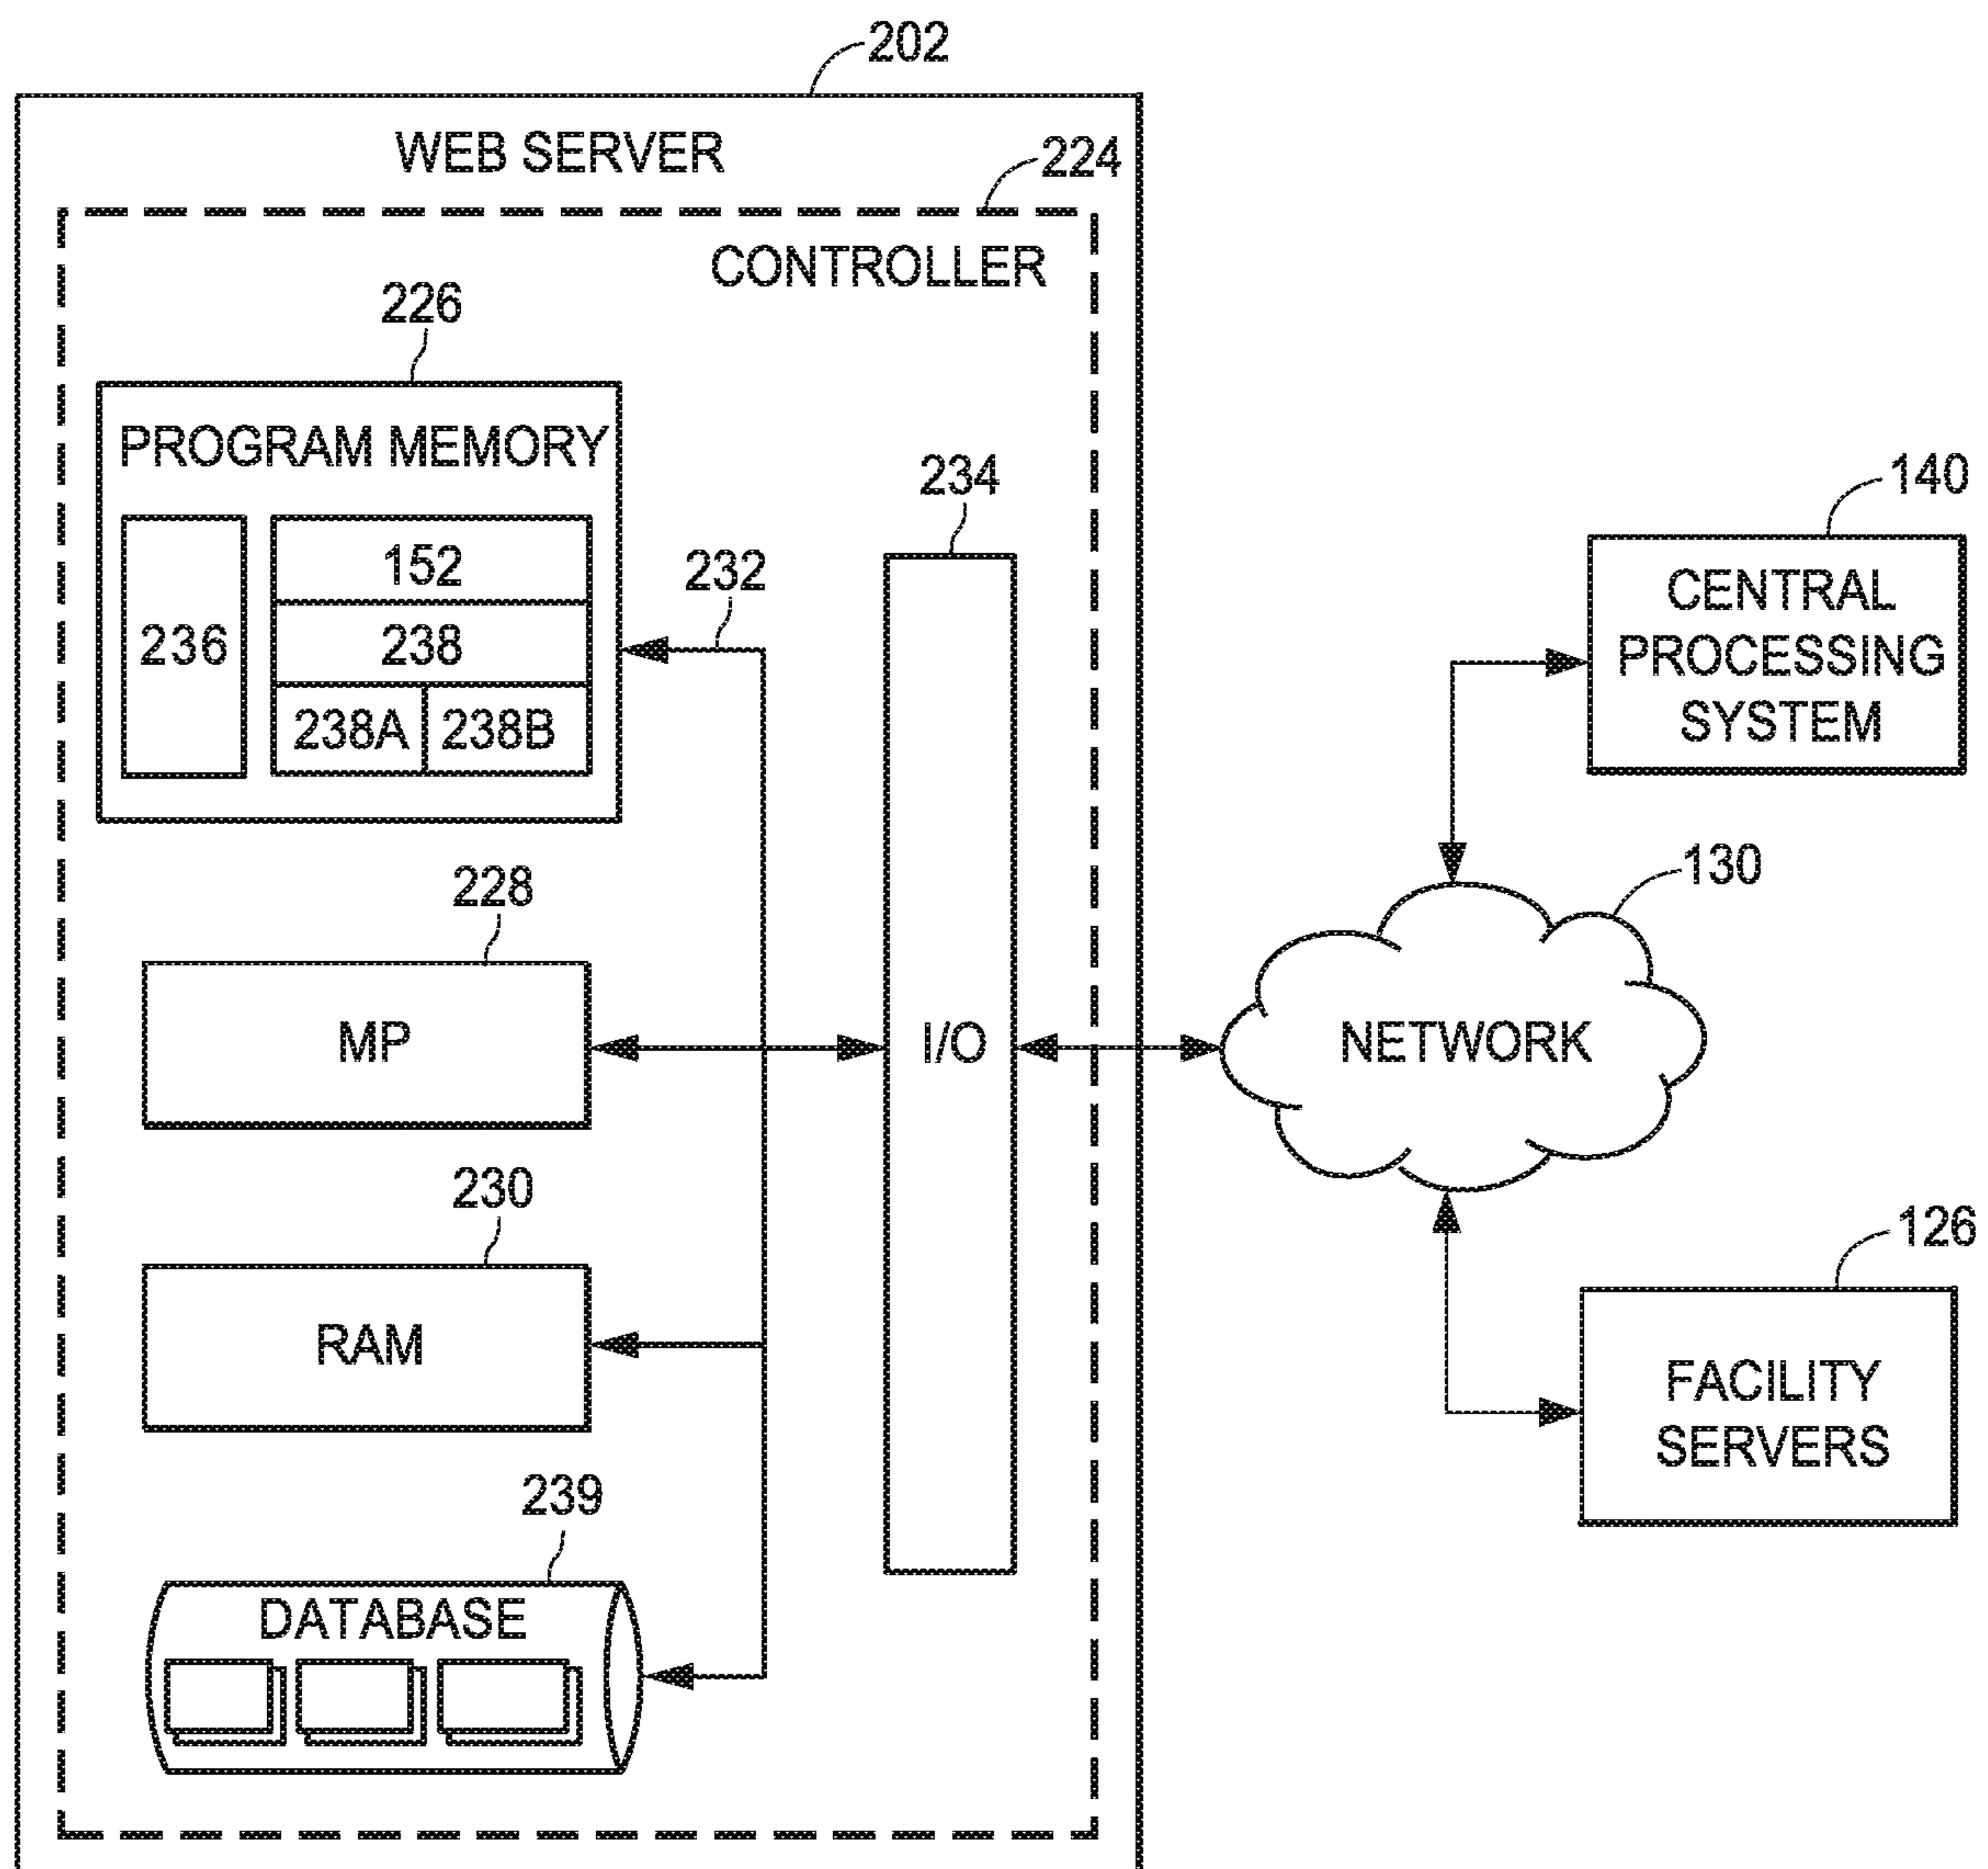 202
WEB SERVER
224
CONTROLLER
226
PROGRAM MEMORY
234
140
152
232
CENTRAL
PROCESSING
SYSTEM
236
238
238A
238B
228
130
MP
I/O
NETWORK
230
126
RAM
FACILITY
SERVERS
239
DATABASE